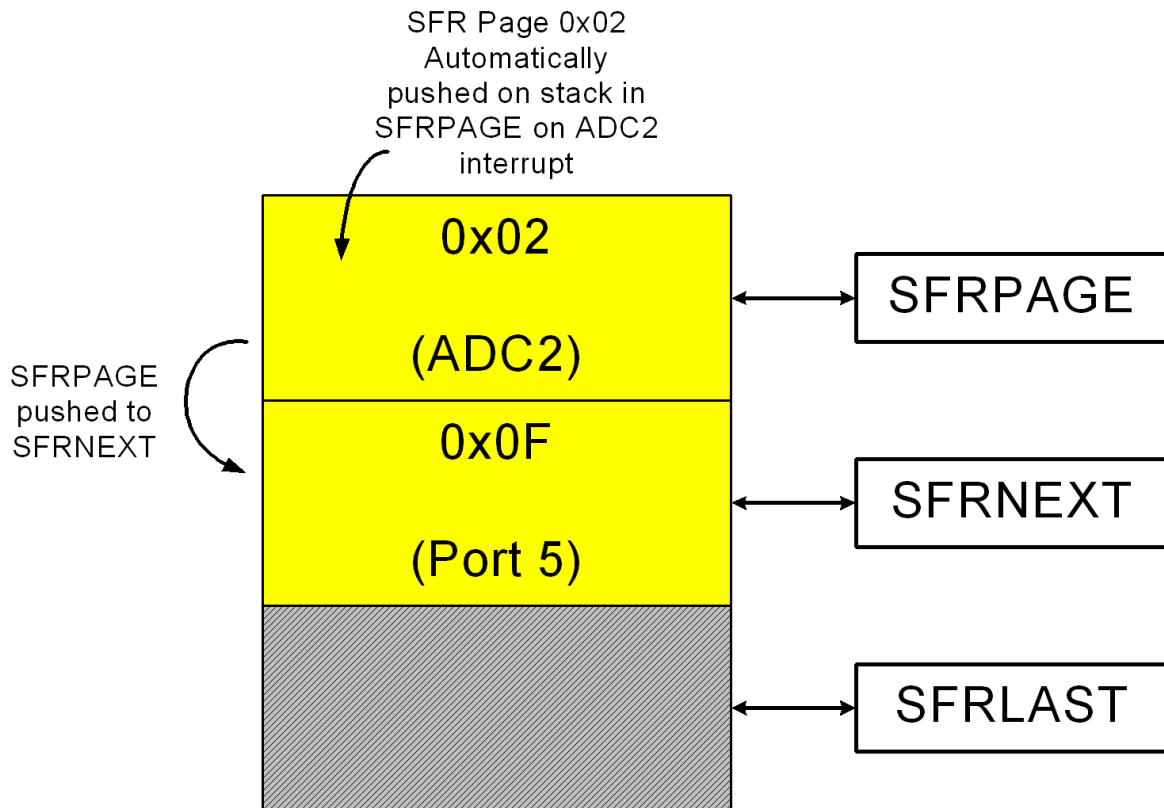 SFR Page 0x02
Automatically
pushed on stack in
SFRPAGE on ADC2
interrupt
0x02
(ADC2)
SFRPAGE
SFRPAGE
pushed to
SFRNEXT
0x0F
(Port 5)
SFRNEXT
SFRLAST